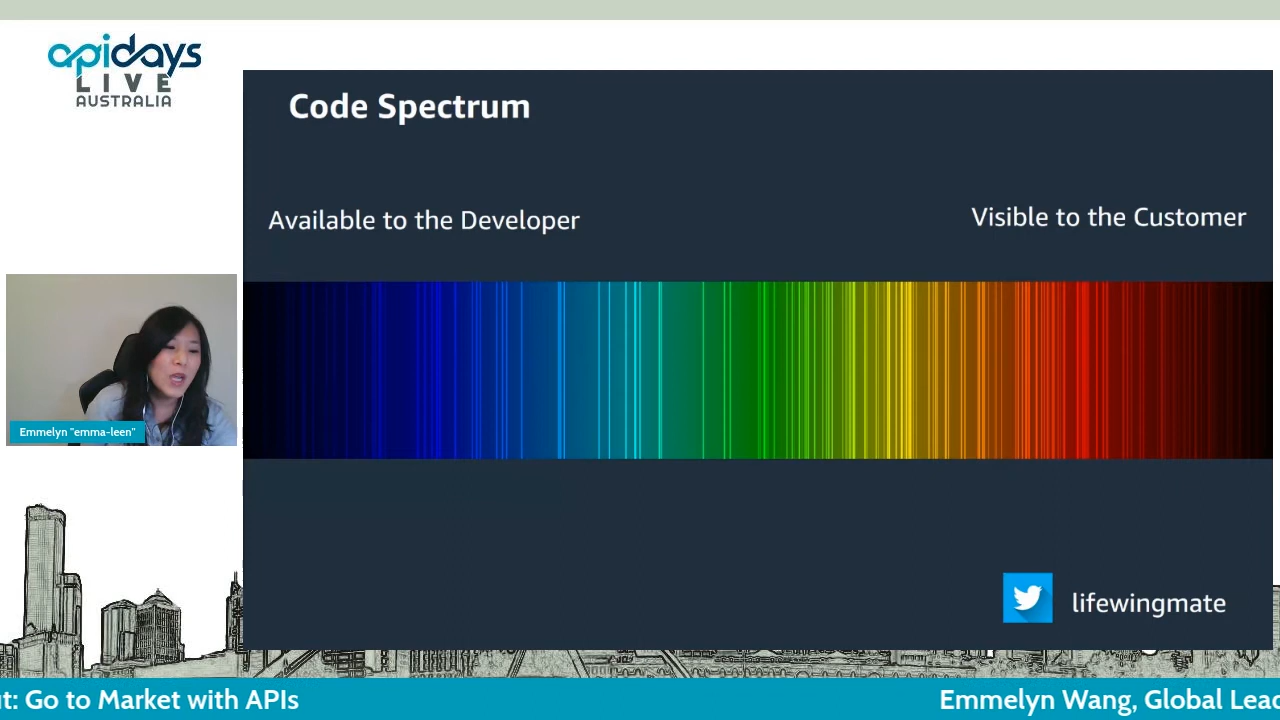 apidays
LIVE
AUSTRALIA
Code Spectrum
Available to the Developer
Visible to the Customer
Emmelyn "emma-leen"
lifewingmate
t: Go to Market with APIs
Emmelyn Wang, Global Lead